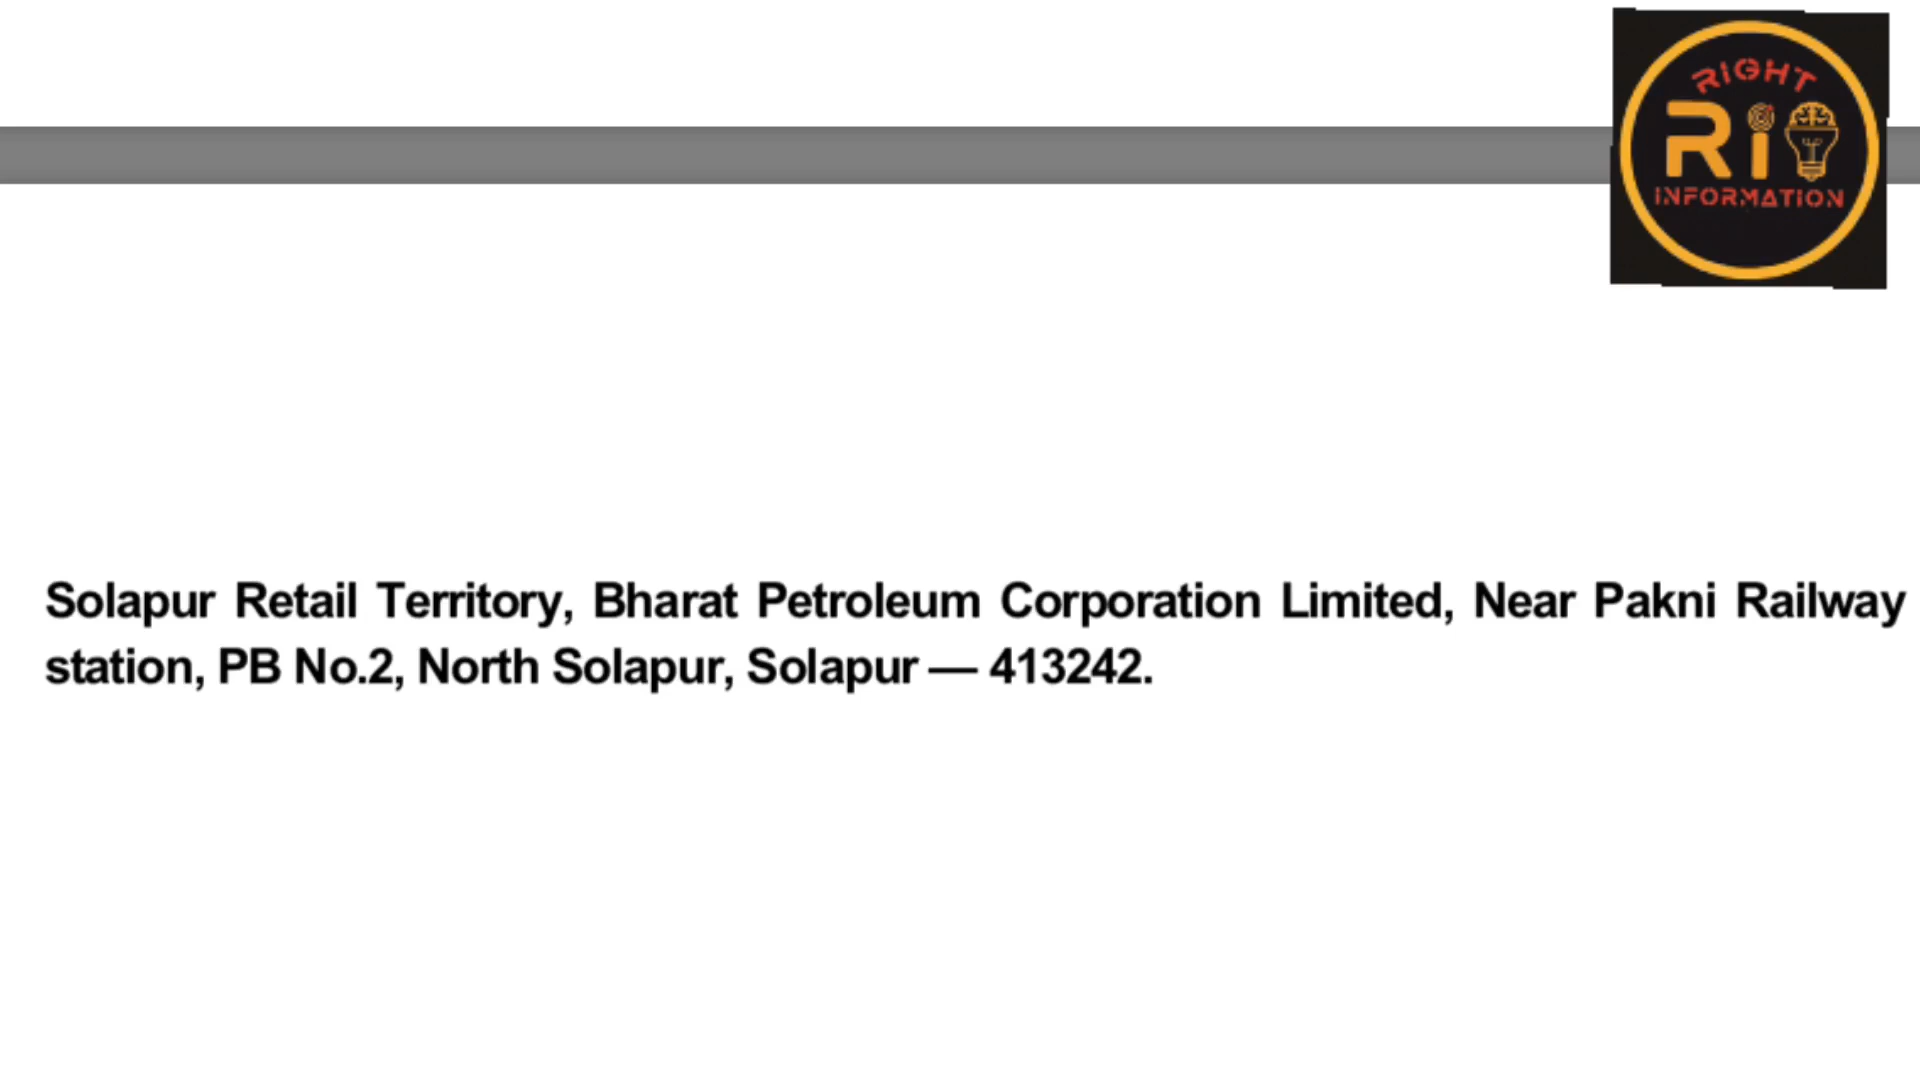 RIGHT
Ri
INFORMATION
Solapur Retail Territory, Bharat Petroleum Corporation Limited, Near Pakni Railway
station, PB No.2, North Solapur, Solapur — 413242.